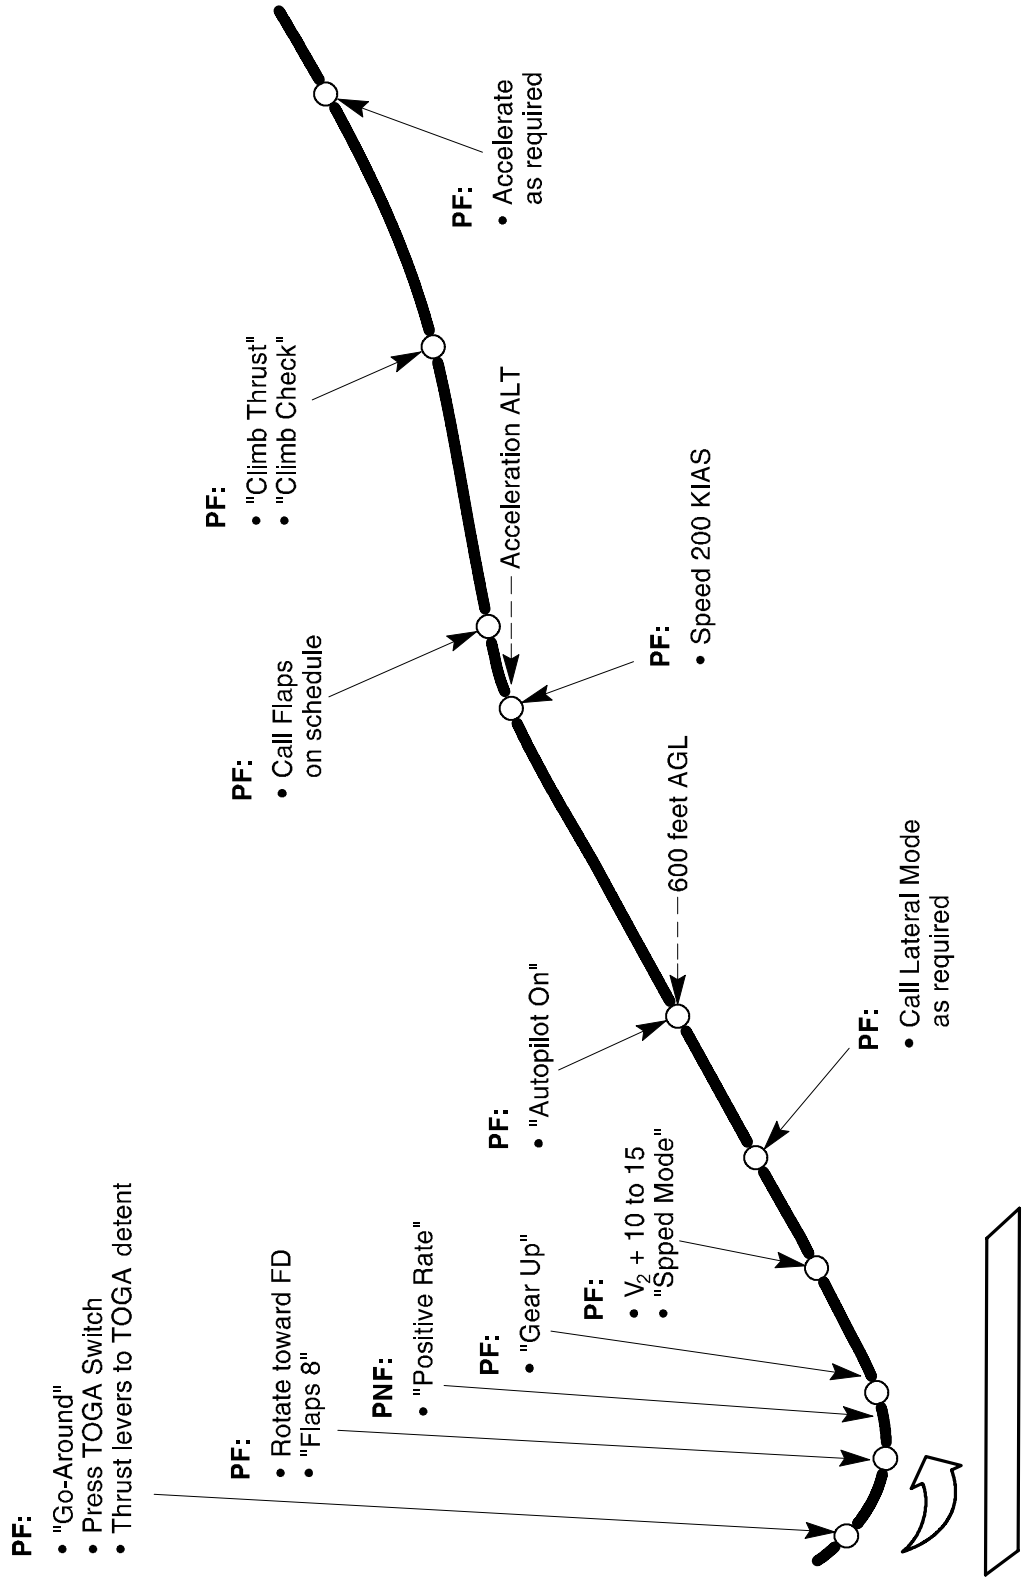 PF:
• "Go-Around"
• Press TOGA Switch
• Thrust levers to TOGA detent
PF:
• Rotate toward FD
• "Flaps 8"
PNF:
• "Positive Rate"
PF:
• "Gear Up"
PF:
• V2 + 10 to 15
• "Spped Mode"
PF:
• Call Lateral Mode
as required
PF:
• "Autopilot On"
600 feet AGL
PF:
• Speed 200 KIAS
Acceleration ALT
PF:
• Call Flaps
on schedule
PF:
• "Climb Thrust"
• "Climb Check"
PF:
• Accelerate
as required